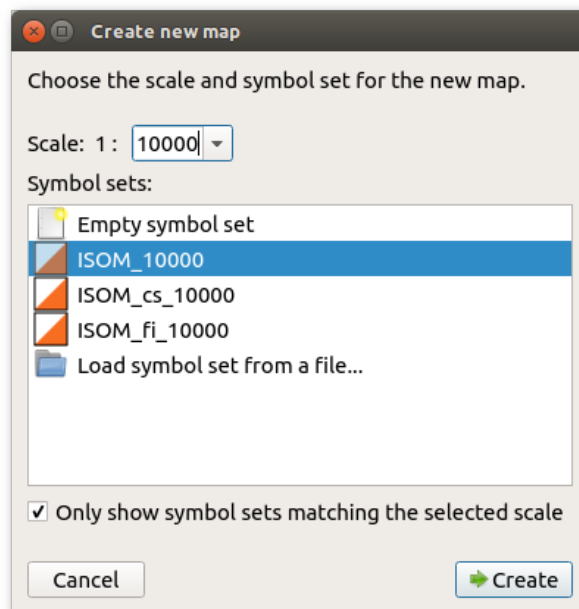 Create new map
Choose the scale and symbol set for the new map.
Scale: 1 : 10000
Symbol sets:
Empty symbol set
ISOM_10000
ISOM_cs_10000
ISOM_fi_10000
Load symbol set from a file...
Only show symbol sets matching the selected scale
Cancel Create